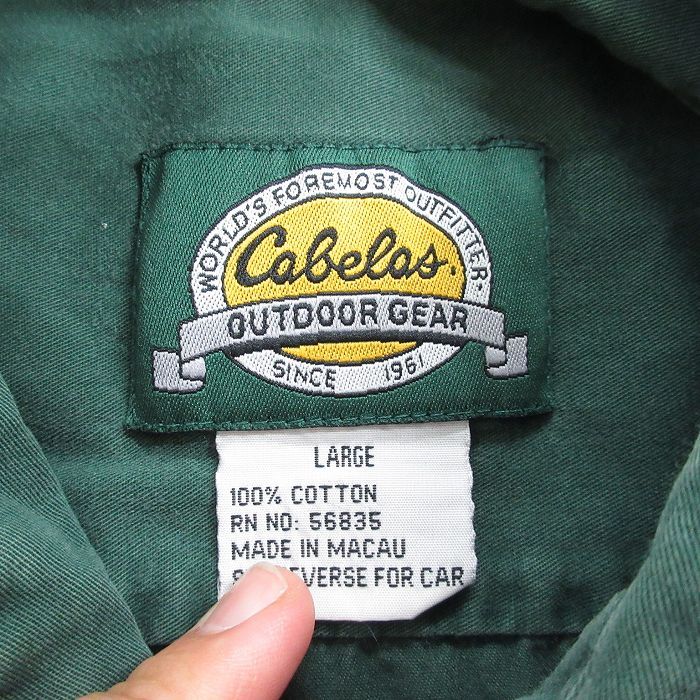 WORLD'S FOREMOST OUTFITTER.
Cabelas.
OUTDOOR GEAR
SINCE 1961
LARGE
100% COTTON
RN NO: 56835
MADE IN MACAU
FOR CAR